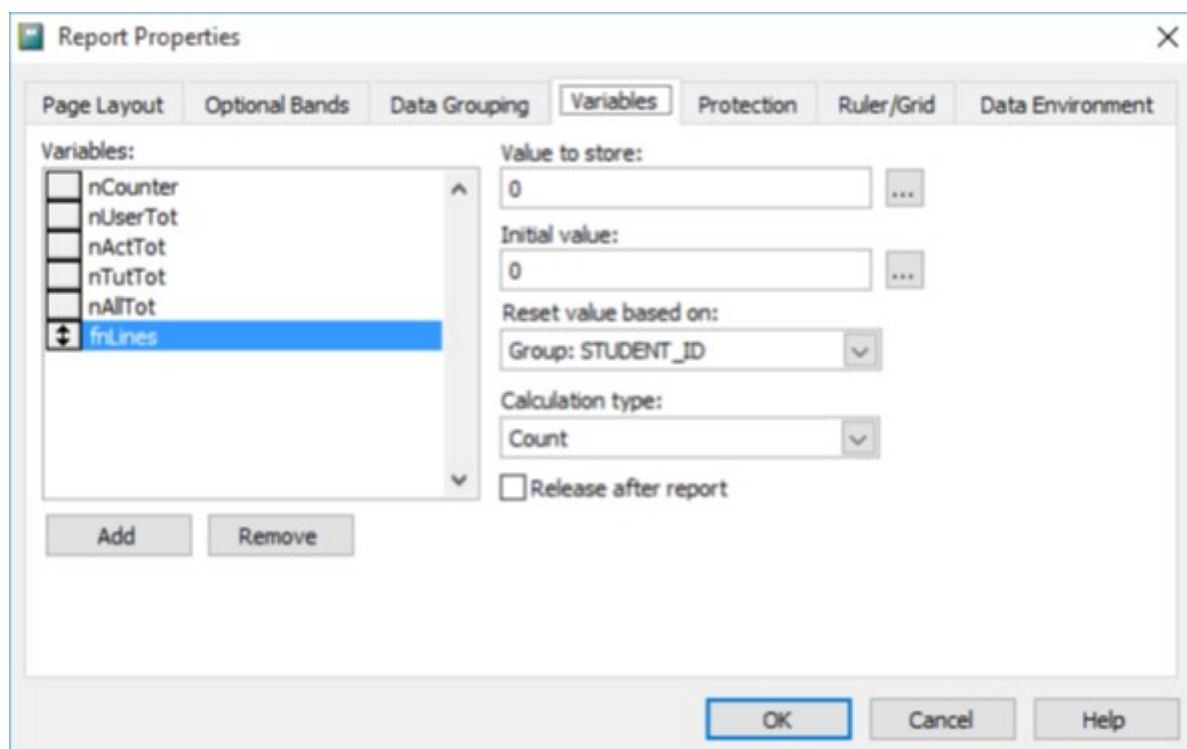 Report Properties
Page Layout Optional Bands Data Grouping Variables Protection Ruler/Grid Data Environment
Variables:
nCounter
nUserTot
nActTot
nTutTot
nAllTot
fnLines
Add Remove
Value to store:
0 ...
Initial value:
0 ...
Reset value based on:
Group: STUDENT_ID
Calculation type:
Count
Release after report
OK Cancel Help